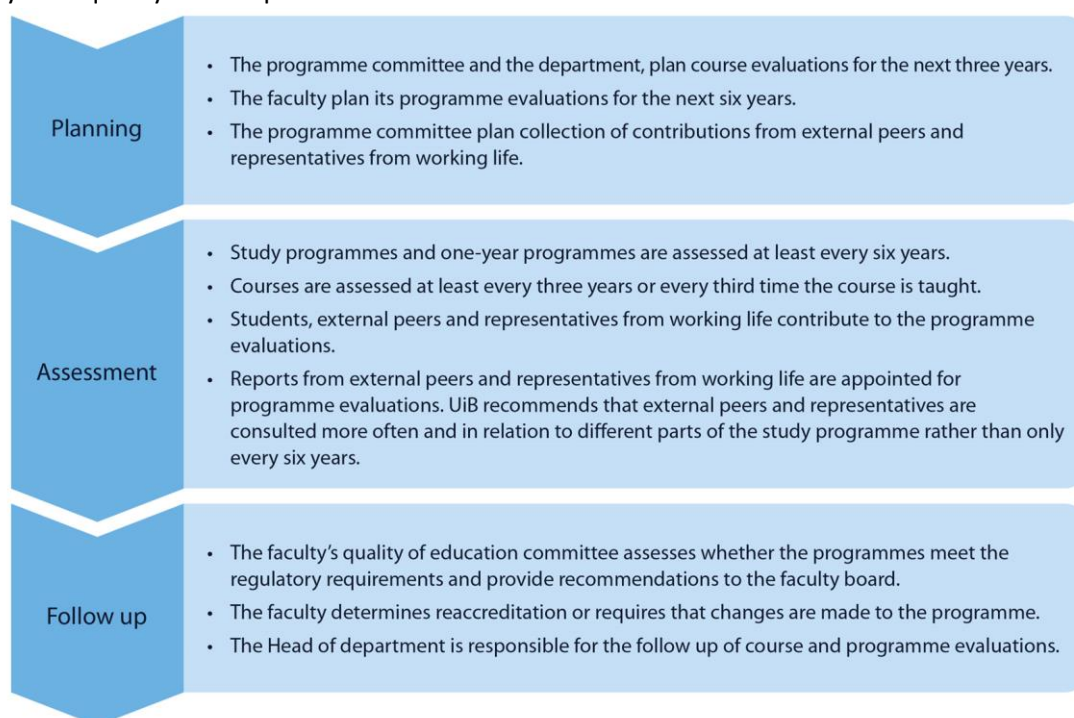 Planning
• The programme committee and the department, plan course evaluations for the next three years.
• The faculty plan its programme evaluations for the next six years.
• The programme committee plan collection of contributions from external peers and
representatives from working life.
Assessment
• Study programmes and one-year programmes are assessed at least every six years.
• Courses are assessed at least every three years or every third time the course is taught.
• Students, external peers and representatives from working life contribute to the programme
evaluations.
• Reports from external peers and representatives from working life are appointed for
programme evaluations. UiB recommends that external peers and representatives are
consulted more often and in relation to different parts of the study programme rather than only
every six years.
Follow up
• The faculty's quality of education committee assesses whether the programmes meet the
regulatory requirements and provide recommendations to the faculty board.
• The faculty determines reaccreditation or requires that changes are made to the programme.
• The Head of department is responsible for the follow up of course and programme evaluations.